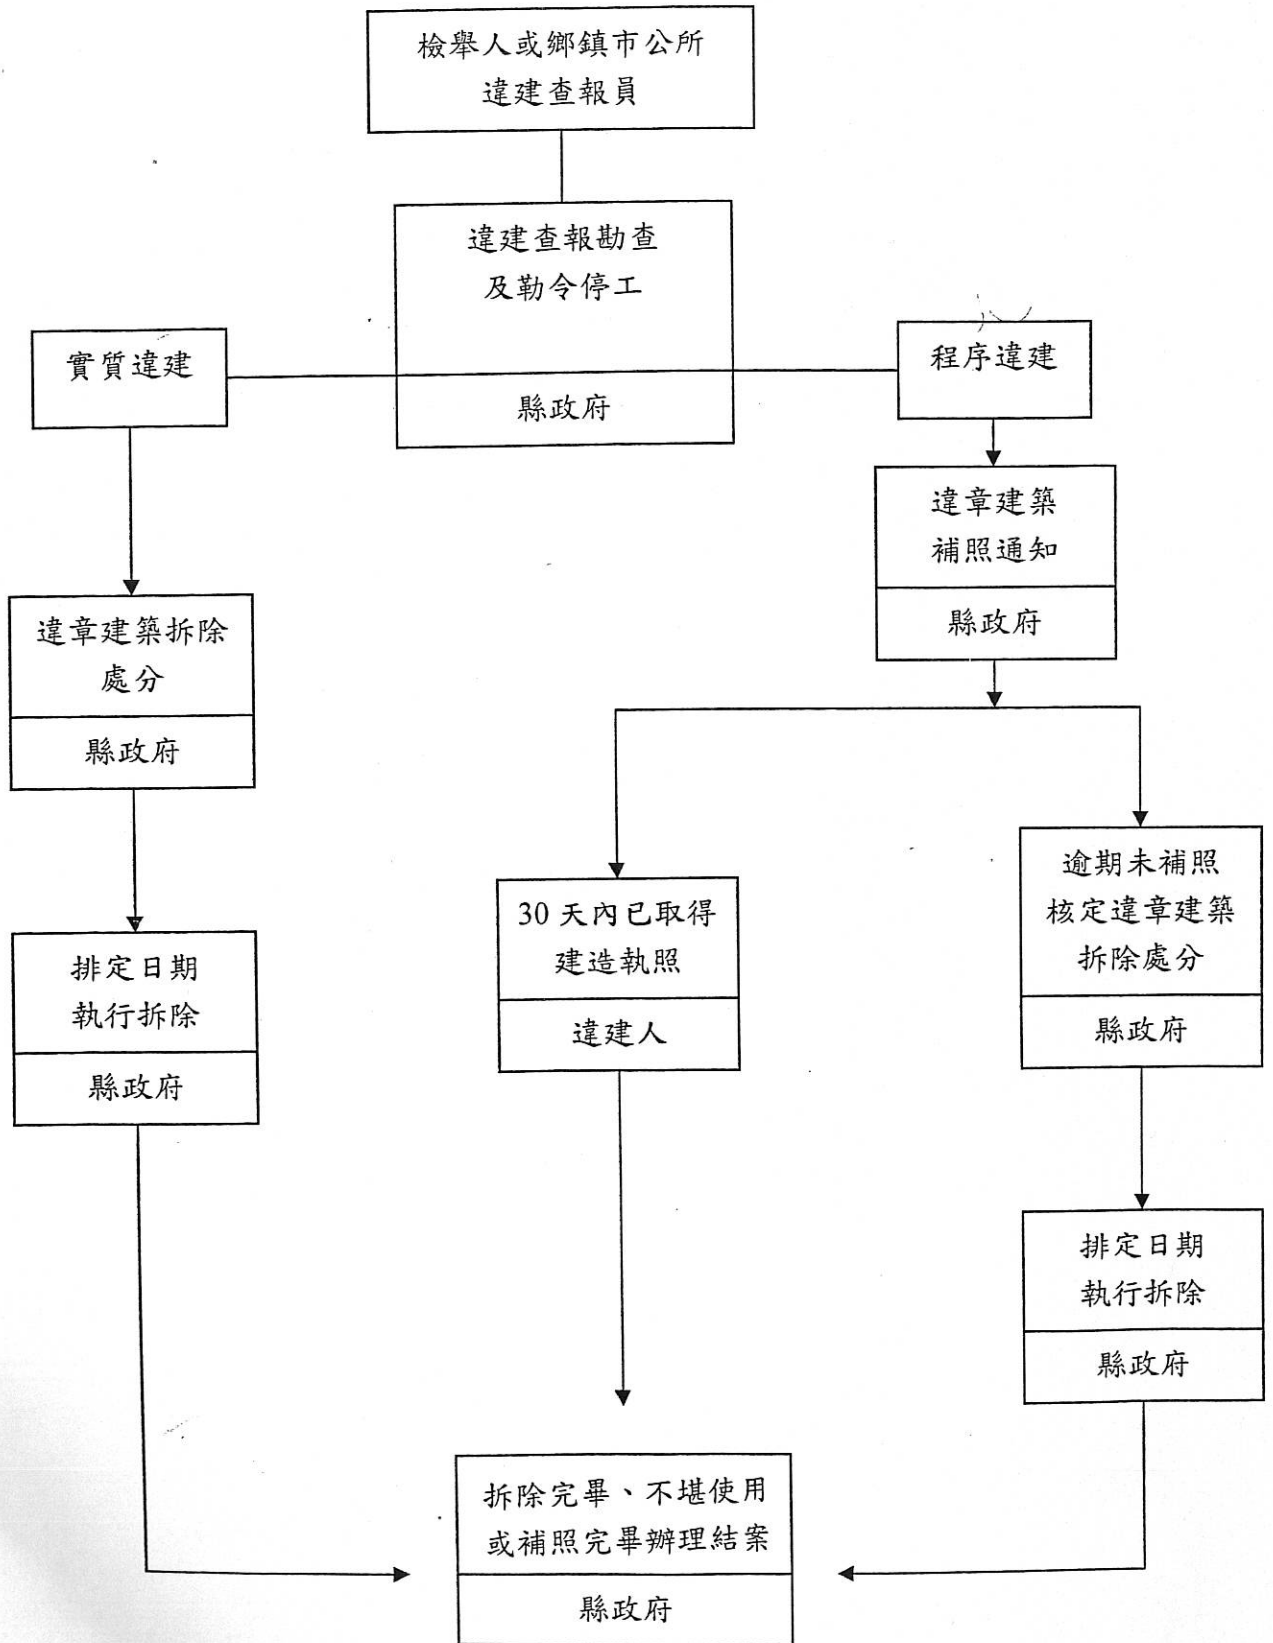 檢舉人或鄉鎮市公所
違建查報員
違建查報勘查
及勒令停工
縣政府
實質違建
程序違建
違章建築
補照通知
縣政府
違章建築拆除
處分
縣政府
排定日期
執行拆除
縣政府
30 天內已取得
建造執照
違建人
逾期未補照
核定違章建築
拆除處分
縣政府
排定日期
執行拆除
縣政府
拆除完畢、不堪使用
或補照完畢辦理結案
縣政府